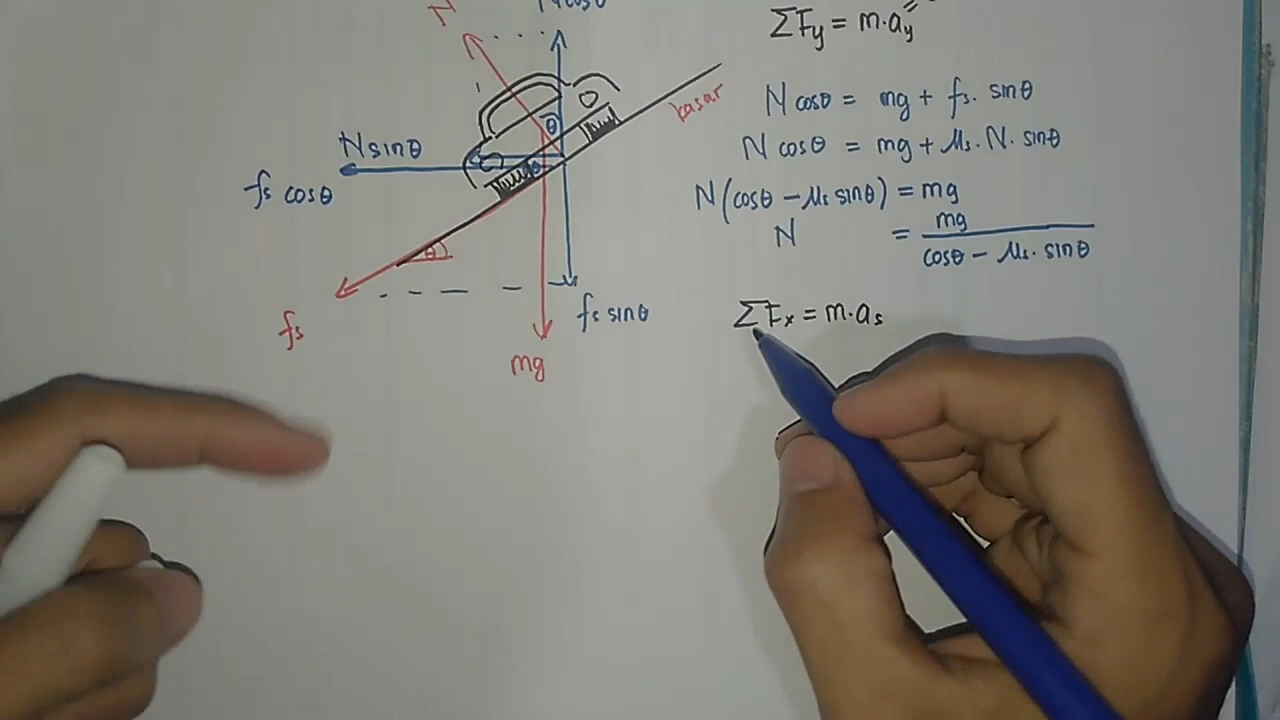 N
N cosθ
θ
kasar
N sinθ
θ
fs cosθ
θ
fs
mg
fs sinθ
ΣFy = m.ay
N cosθ = mg + fs. sinθ
N cosθ = mg + μs. N. sinθ
N(cosθ - μs sinθ) = mg
N = mg / cosθ - μs. sinθ
ΣFx = m.as